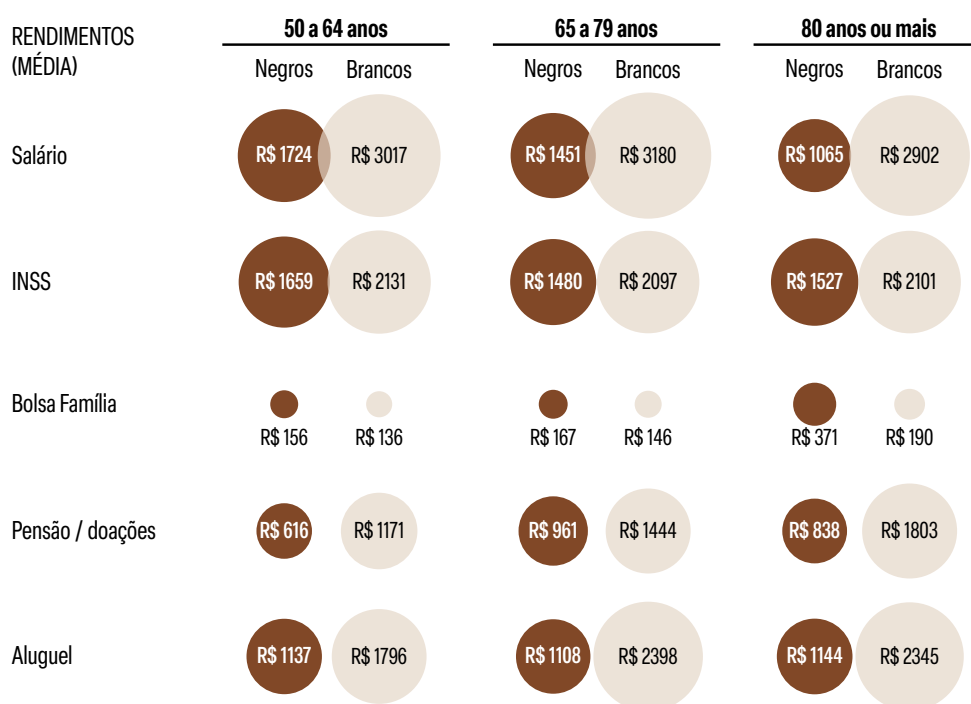 RENDIMENTOS
(MÉDIA)
50 a 64 anos
65 a 79 anos
80 anos ou mais
Negros Brancos Negros Brancos Negros Brancos
Salário R$ 1724 R$ 3017 R$ 1451 R$ 3180 R$ 1065 R$ 2902
INSS R$ 1659 R$ 2131 R$ 1480 R$ 2097 R$ 1527 R$ 2101
Bolsa Família
R$ 156 R$ 136 R$ 167 R$ 146 R$ 371 R$ 190
Pensão / doações R$ 616 R$ 1171 R$ 961 R$ 1444 R$ 838 R$ 1803
Aluguel R$ 1137 R$ 1796 R$ 1108 R$ 2398 R$ 1144 R$ 2345